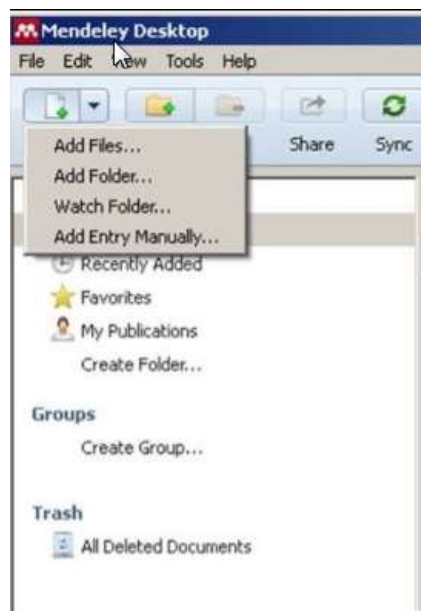 Mendeley Desktop
File Edit View Tools Help
Share Sync
Add Files...
Add Folder...
Watch Folder...
Add Entry Manually...
Recently Added
Favorites
My Publications
Create Folder...
Groups
Create Group...
Trash
All Deleted Documents